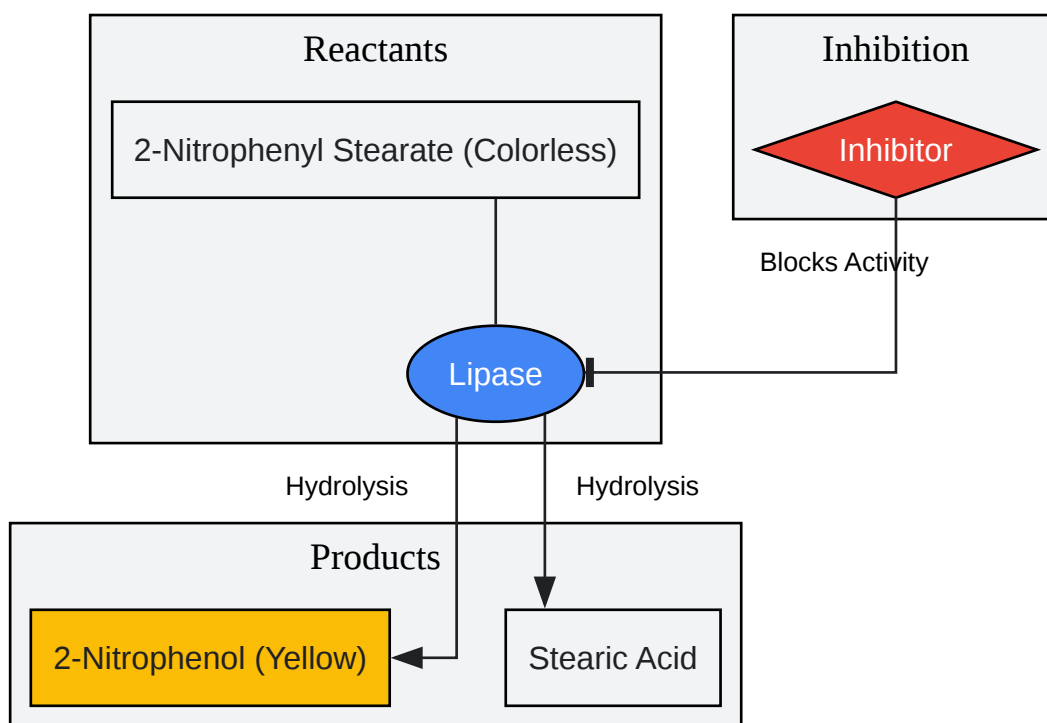 Reactants
Inhibition
2-Nitrophenyl Stearate (Colorless)
Inhibitor
Blocks Activity
Lipase
Hydrolysis
Hydrolysis
Products
2-Nitrophenol (Yellow)
Stearic Acid